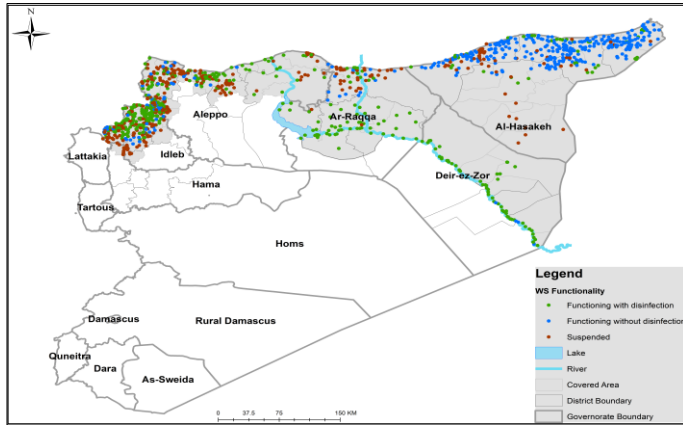 N
Aleppo
Ar-Raqqa
Al-Hasakeh
Lattakia
Idleb
Deir-ez-Zor
Hama
Tartous
Homs
Damascus
Rural Damascus
Quneitra
Dara
As-Sweida
Legend
WS Functionality
Functioning with disinfection
Functioning without disinfection
Suspended
Lake
River
Covered Area
District Boundary
Governorate Boundary
0 37.5 75 150 KM